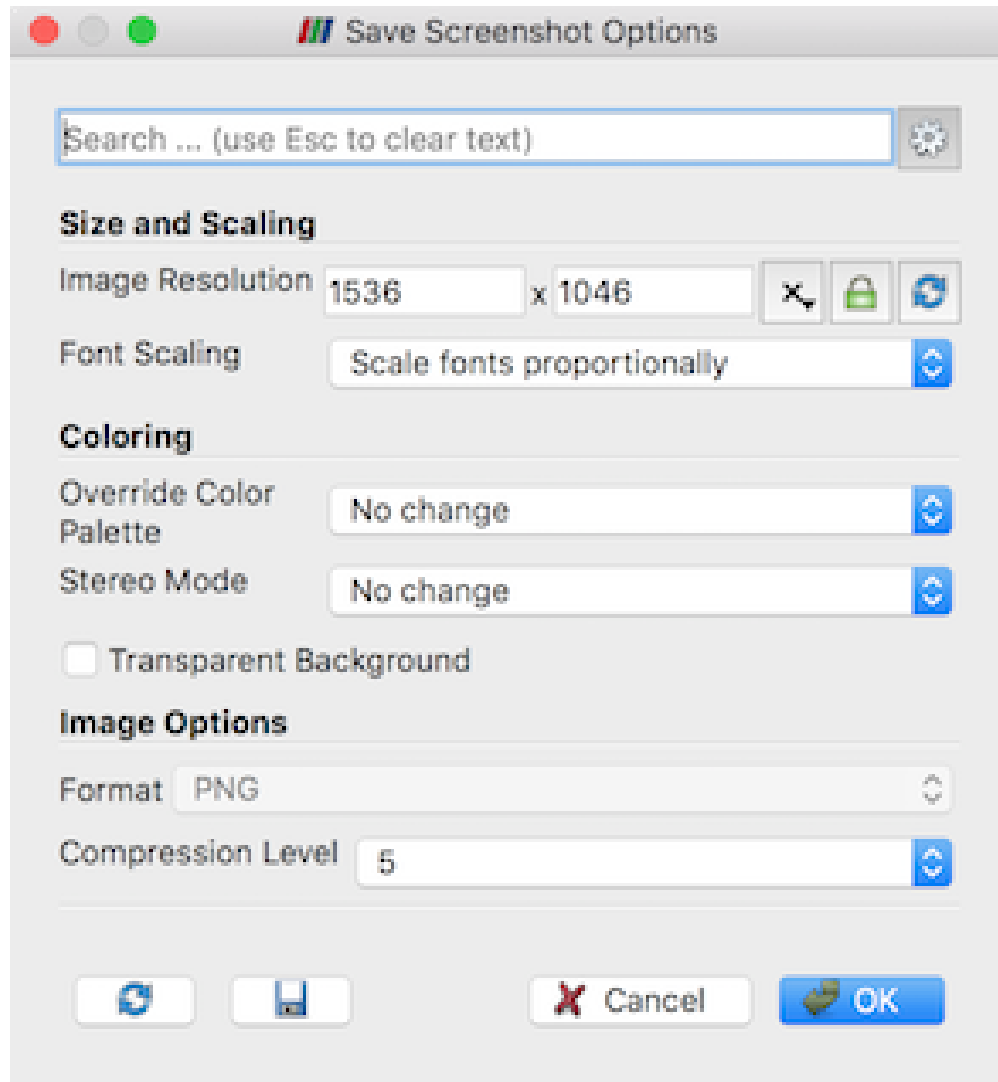 Save Screenshot Options
Search ... (use Esc to clear text)
Size and Scaling
Image Resolution 1536 x 1046
Font Scaling Scale fonts proportionally
Coloring
Override Color
Palette No change
Stereo Mode No change
Transparent Background
Image Options
Format PNG
Compression Level 5
Cancel OK